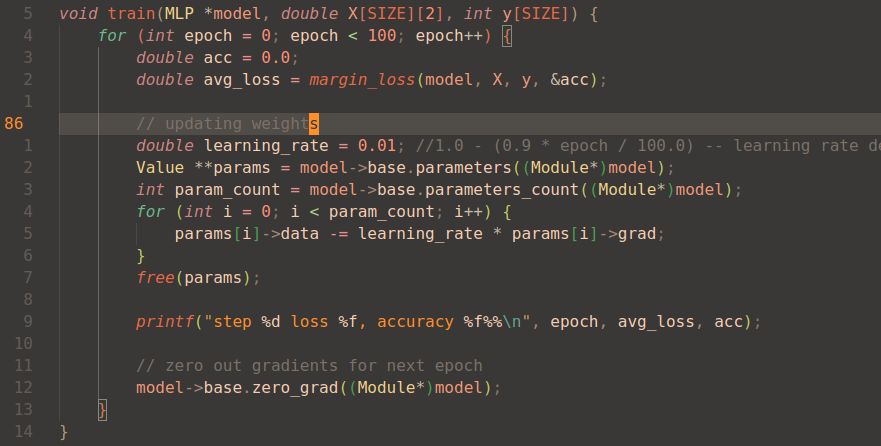 5 void train(MLP *model, double X[SIZE][2], int y[SIZE]) {
4 for (int epoch = 0; epoch < 100; epoch++) {
3 double acc = 0.0;
2 double avg_loss = margin_loss(model, X, y, &acc);
1
86 // updating weights
1 double learning_rate = 0.01; //1.0 - (0.9 * epoch / 100.0) -- learning rate de
2 Value **params = model->base.parameters((Module*)model);
3 int param_count = model->base.parameters_count((Module*)model);
4 for (int i = 0; i < param_count; i++) {
5 params[i]->data -= learning_rate * params[i]->grad;
6 }
7 free(params);
8
9 printf("step %d loss %f, accuracy %f%%\n", epoch, avg_loss, acc);
10
11 // zero out gradients for next epoch
12 model->base.zero_grad((Module*)model);
13 }
14 }